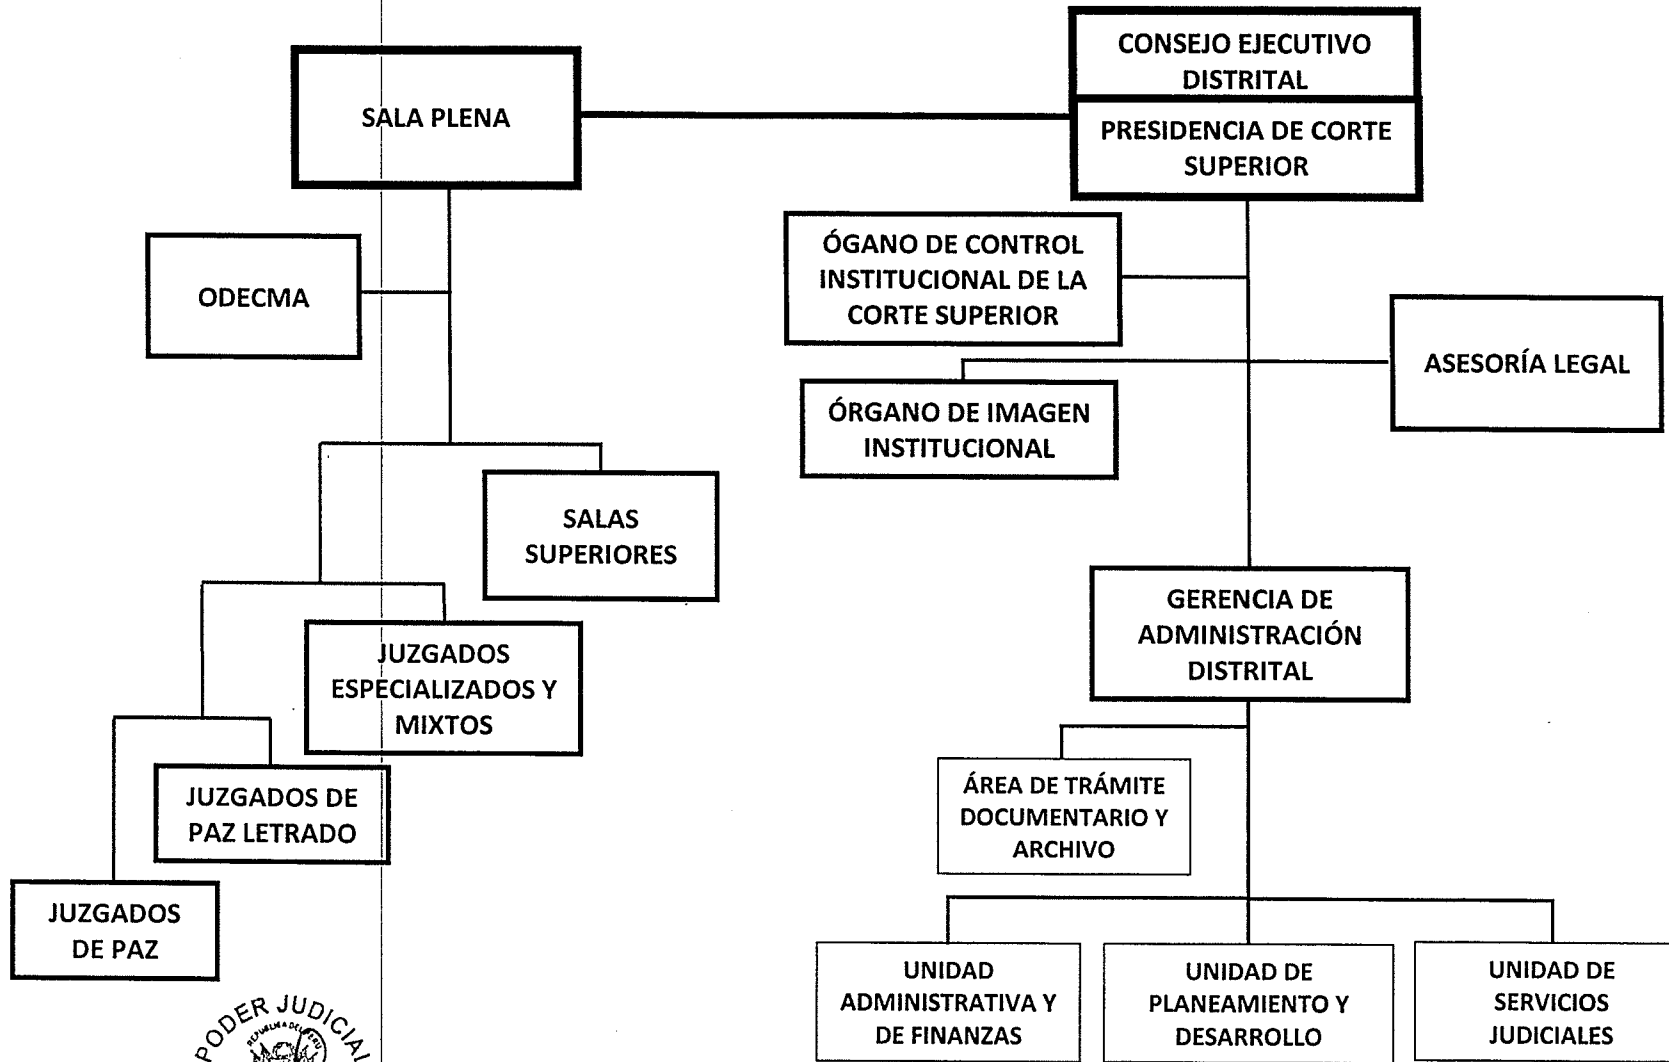 CONSEJO EJECUTIVO
DISTRITAL
SALA PLENA
PRESIDENCIA DE CORTE
SUPERIOR
ÓGANO DE CONTROL
INSTITUCIONAL DE LA
CORTE SUPERIOR
ODECMA
ASESORÍA LEGAL
ÓRGANO DE IMAGEN
INSTITUCIONAL
SALAS
SUPERIORES
GERENCIA DE
ADMINISTRACIÓN
DISTRITAL
JUZGADOS
ESPECIALIZADOS Y
MIXTOS
JUZGADOS DE
PAZ LETRADO
ÁREA DE TRÁMITE
DOCUMENTARIO Y
ARCHIVO
JUZGADOS
DE PAZ
UNIDAD
ADMINISTRATIVA Y
DE FINANZAS
UNIDAD DE
PLANEAMIENTO Y
DESARROLLO
UNIDAD DE
SERVICIOS
JUDICIALES
PODER JUDICIAL
REPUBLICA DEL PERU